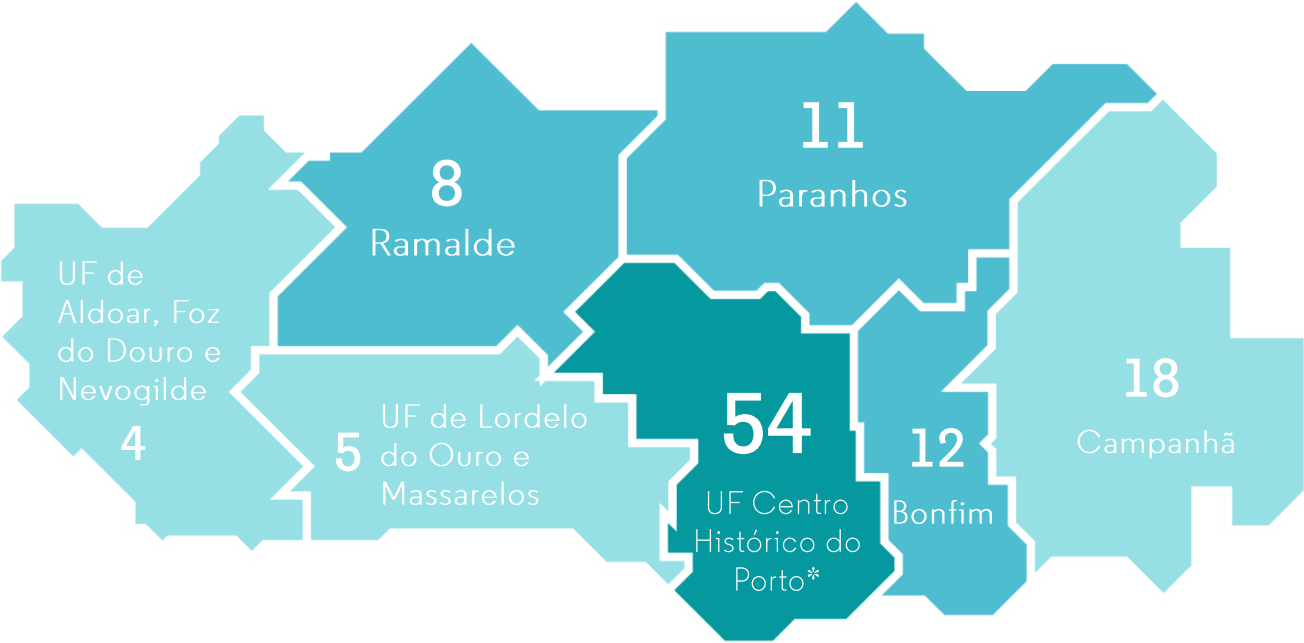 11
Paranhos
8
Ramalde
UF de
Aldoar, Foz
do Douro e
Nevogilde
4
5
UF de Lordelo
do Ouro e
Massarelos
54
UF Centro
Histórico do
Porto*
12
Bonfim
18
Campanhã